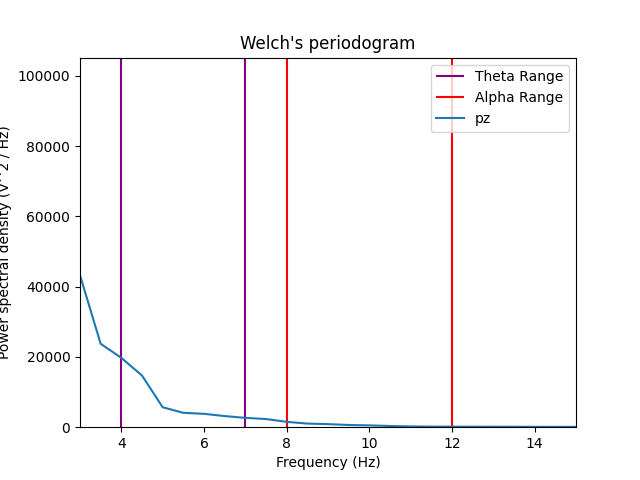 Welch's periodogram
Power spectral density (V**2 / Hz)
100000
80000
60000
40000
20000
0
4
6
8
10
12
14
Frequency (Hz)
Theta Range
Alpha Range
pz